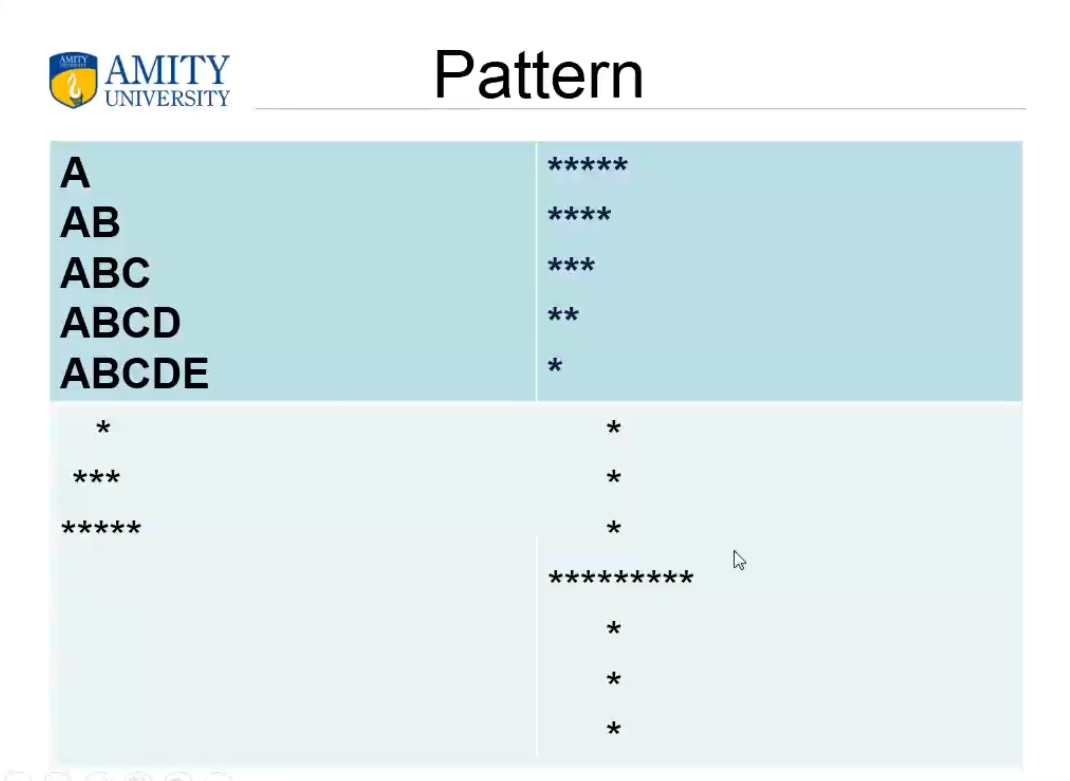 AMITY
UNIVERSITY
Pattern
A
AB
ABC
ABCD
ABCDE
*****
****
***
**
*
*
***
*****
*
*
*
*********
*
*
*